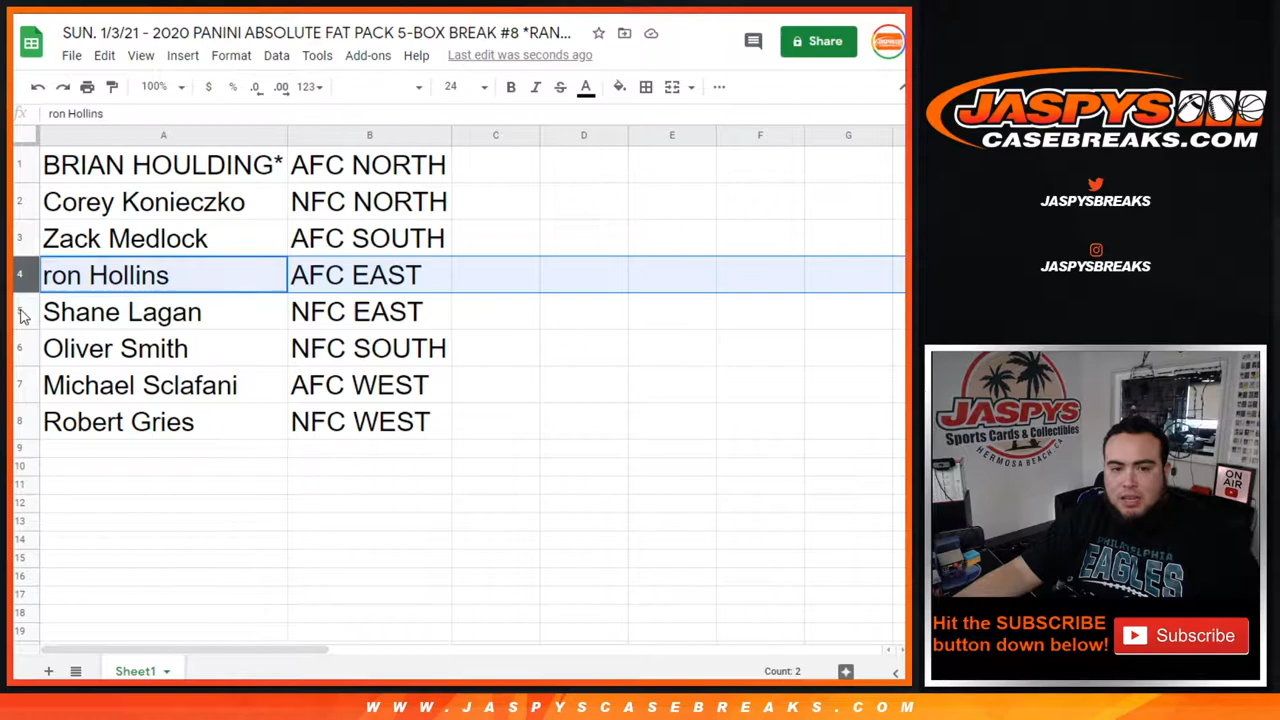 SUN. 1/3/21 - 2020 PANINI ABSOLUTE FAT PACK 5-BOX BREAK #8 *RAN...
File Edit View Insert Format Data Tools Add-ons Help Last edit was seconds ago
Share
100% $ % .0 .00 123 24 B I S A
fx ron Hollins
A B C D E F G
1 BRIAN HOULDING* AFC NORTH
2 Corey Konieczko NFC NORTH
3 Zack Medlock AFC SOUTH
4 ron Hollins AFC EAST
5 Shane Lagan NFC EAST
6 Oliver Smith NFC SOUTH
7 Michael Sclafani AFC WEST
8 Robert Gries NFC WEST
9
10
11
12
13
14
15
16
17
18
19
Sheet1
Count: 2
JASPYS
CASEBREAKS.COM
JASPYSBREAKS
JASPYSBREAKS
JASPYS
Sports Cards & Collectibles
HERMOSA BEACH, CA
ON AIR
PHILADELPHIA
EAGLES
Hit the SUBSCRIBE
button down below!
Subscribe
WWW.JASPYSCASEBREAKS.COM